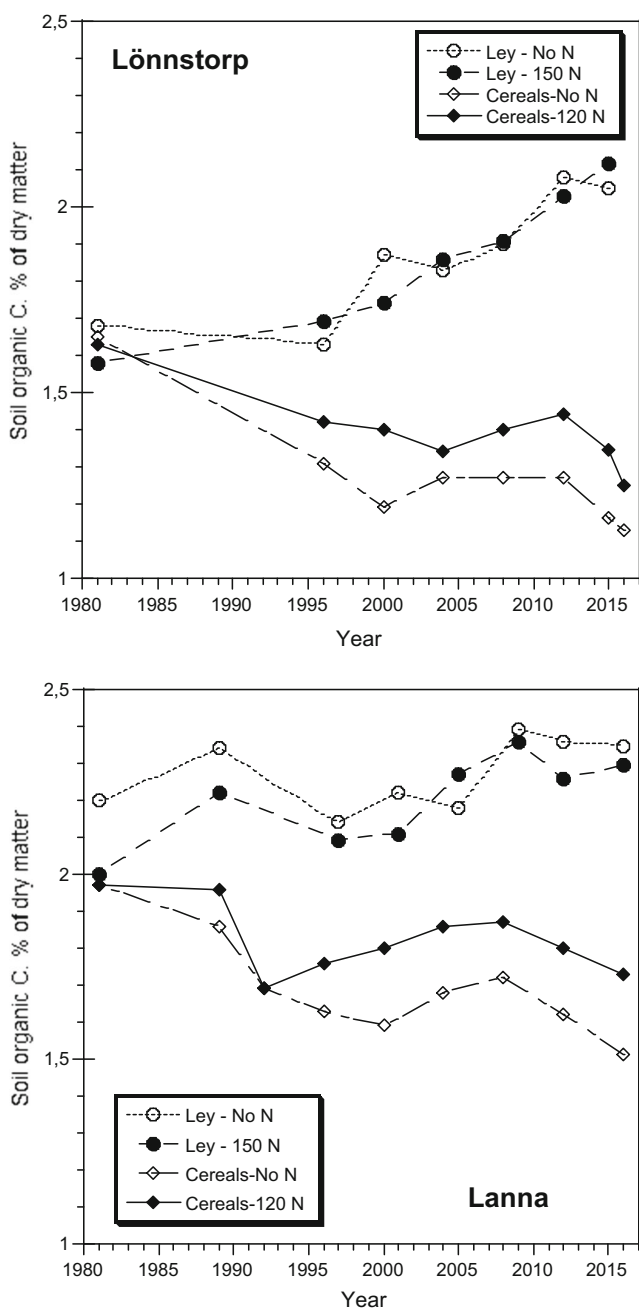 2,5
Lönnstorp
Ley - No N
Ley - 150 N
Cereals-No N
Cereals-120 N
2
1,5
1
Soil organic C. % of dry matter
1980 1985 1990 1995 2000 2005 2010 2015
Year
2,5
2
1,5
1
Soil organic C. % of dry matter
Ley - No N
Ley - 150 N
Cereals-No N
Cereals-120 N
Lanna
1980 1985 1990 1995 2000 2005 2010 2015
Year